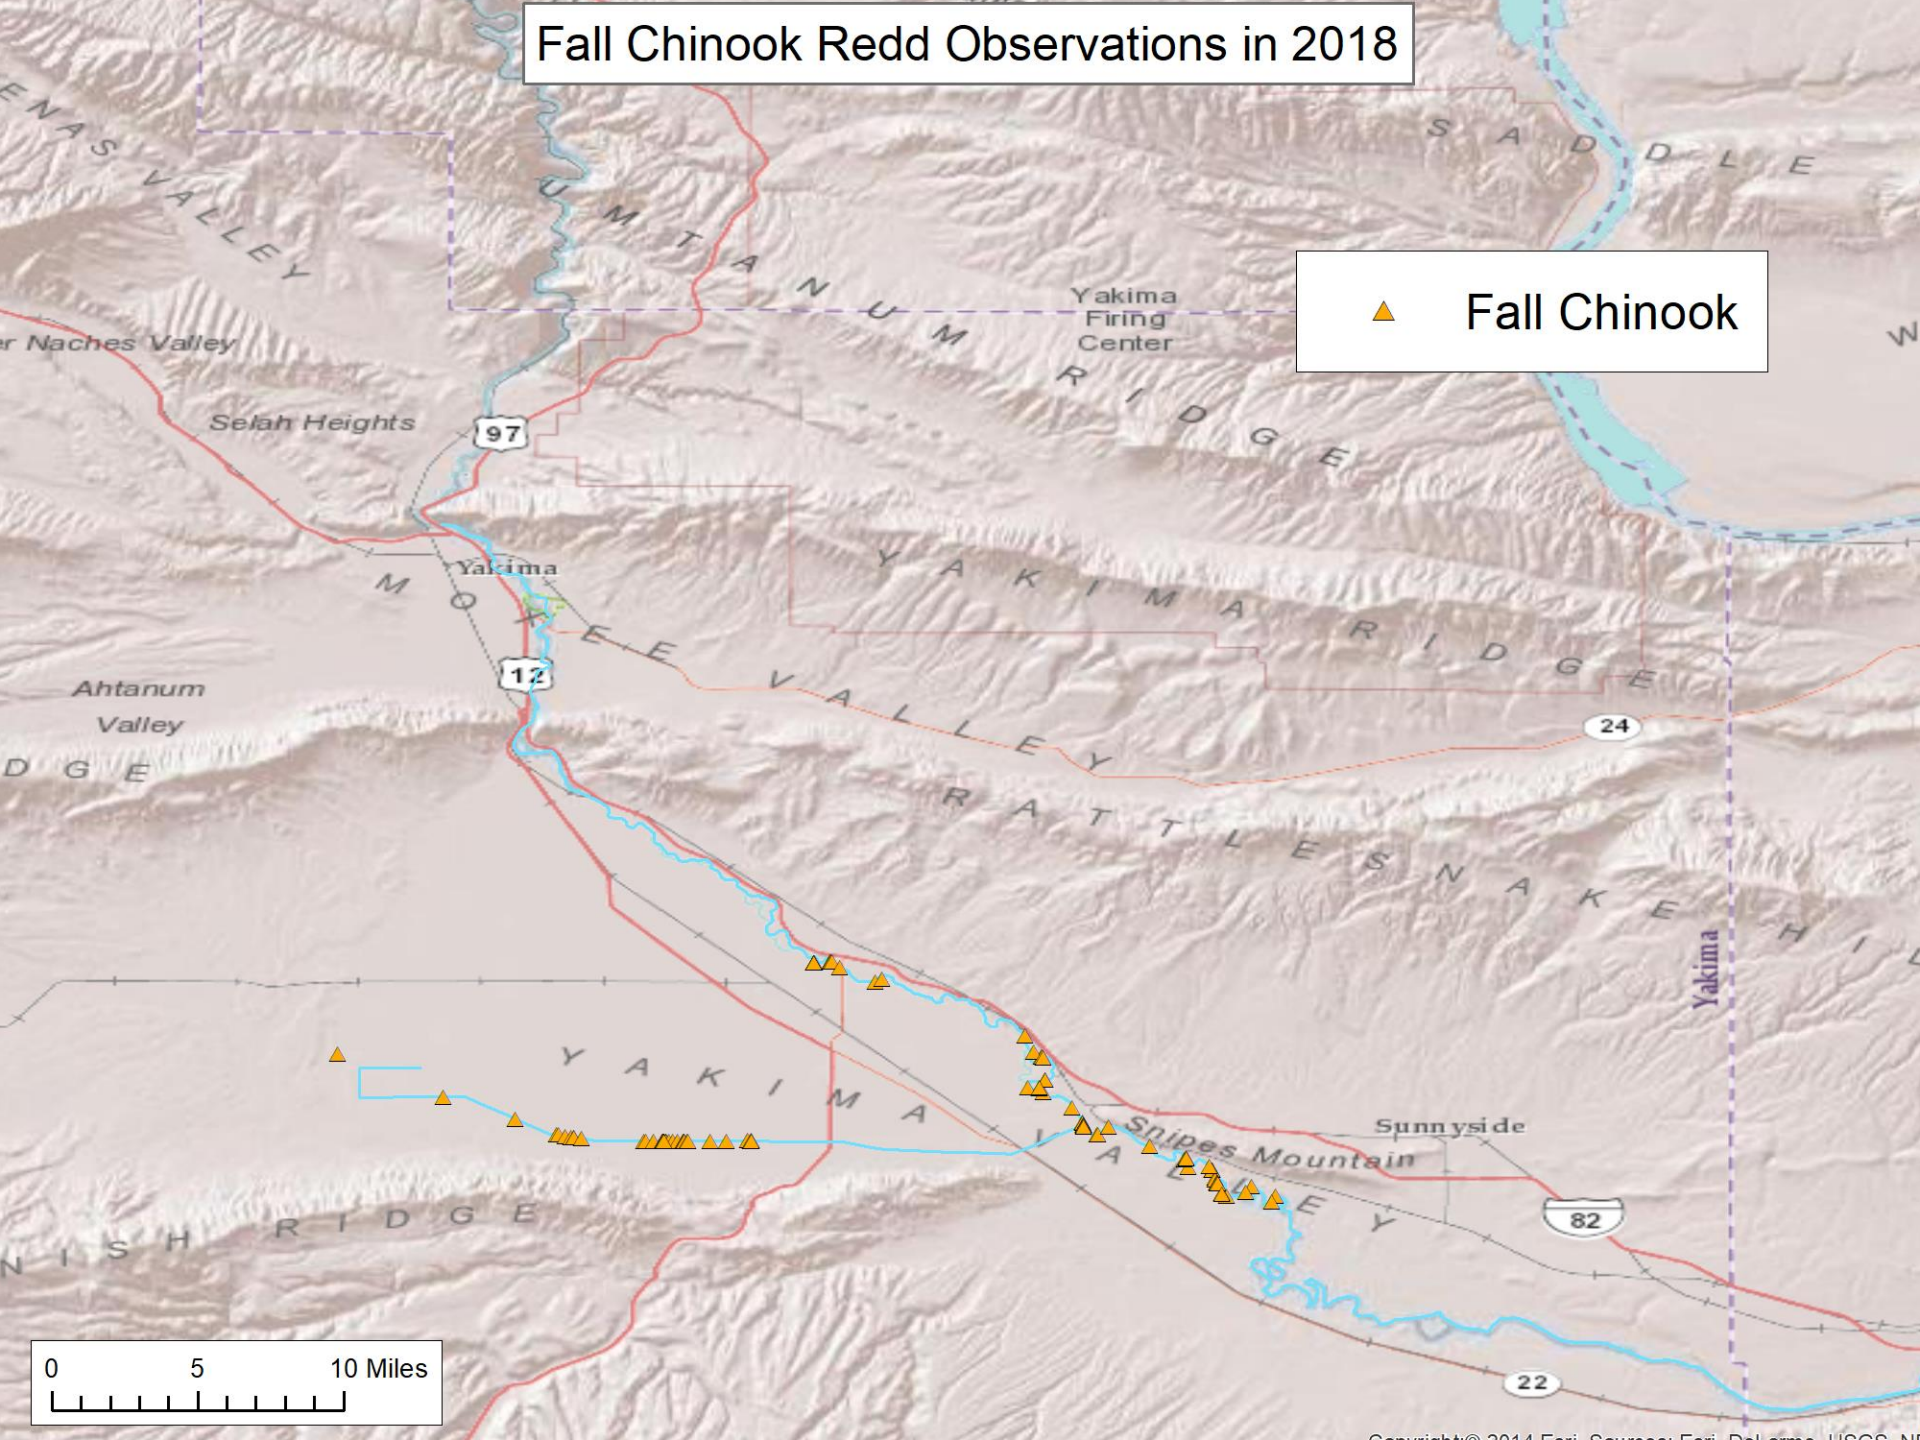 Fall Chinook Redd Observations in 2018
ENAS VALLEY
SADDLE
UMTANUM RIDGE
Yakima
Firing
Center
Fall Chinook
er Naches Valley
Selah Heights
97
Yakima
MOXEE VALLEY
YAKIMA RIDGE
12
Ahtanum
Valley
DGE
24
RATTLESNAKE HIL
Yakima
YAKIMA VALLEY
Snipes Mountain
Sunnyside
NISH RIDGE
82
22
0 5 10 Miles